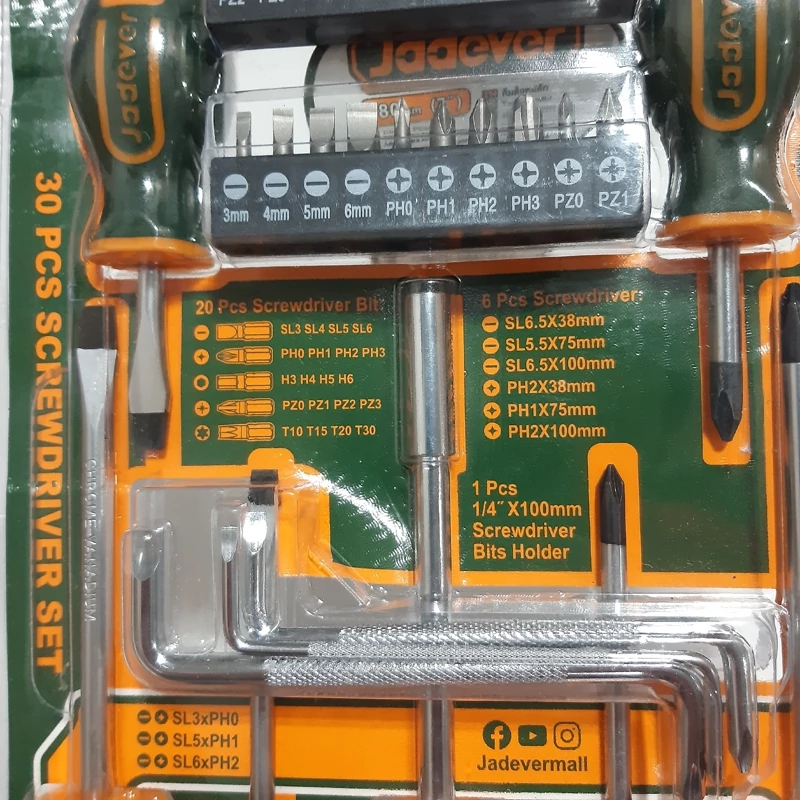 Jadever
Jadever
Jadever
3mm 4mm 5mm 6mm PH0 PH1 PH2 PH3 PZ0 PZ1
30 PCS SCREWDRIVER SET
20 Pcs Screwdriver Bit
SL3 SL4 SL5 SL6
PH0 PH1 PH2 PH3
H3 H4 H5 H6
PZ0 PZ1 PZ2 PZ3
T10 T15 T20 T30
6 Pcs Screwdriver
SL6.5X38mm
SL5.5X75mm
SL6.5X100mm
PH2X38mm
PH1X75mm
PH2X100mm
1 Pcs
1/4″ X100mm
Screwdriver
Bits Holder
CHROME-VANADIUM
SL3xPH0
SL5xPH1
SL6xPH2
Jadevermall